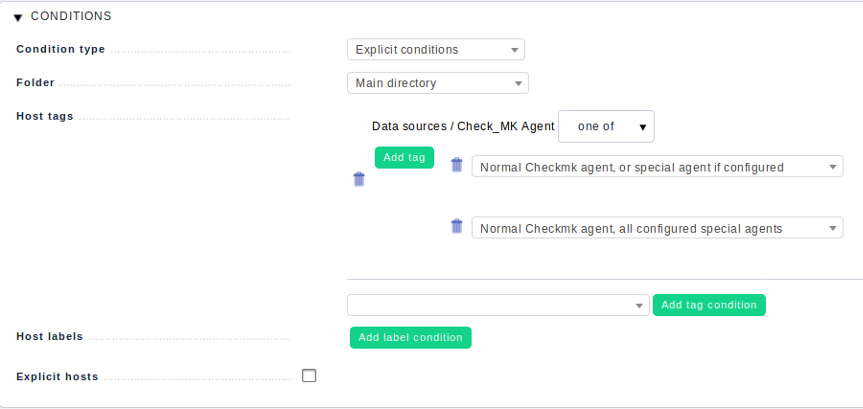 CONDITIONS
Condition type
Explicit conditions
Folder
Main directory
Host tags
Data sources / Check_MK Agent one of
Add tag
Normal Checkmk agent, or special agent if configured
Normal Checkmk agent, all configured special agents
Add tag condition
Host labels
Add label condition
Explicit hosts